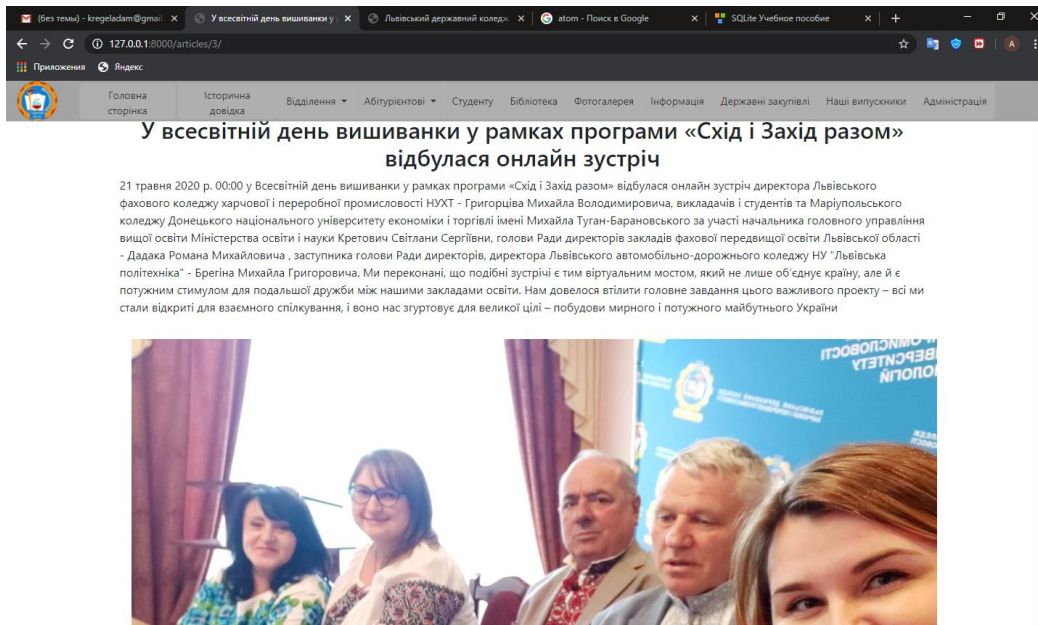 (без темы) - kregeladam@gmail.
У всесвітній день вишиванки у
Львівський державний коледж
atom - Поиск в Google
SQLite Учебное пособие
127.0.0.1:8000/articles/3/
Приложения Яндекс
Головна сторінка
Історична довідка
Відділення Абітурієнтові Студенту Бібліотека Фотогалерея Інформація Державні закупівлі Наші випускники Адміністрація
У всесвітній день вишиванки у рамках програми «Схід і Захід разом»
відбулася онлайн зустріч
21 травня 2020 р. 00:00 у Всесвітній день вишиванки у рамках програми «Схід і Захід разом» відбулася онлайн зустріч директора Львівського
фахового коледжу харчової і переробної промисловості НУХТ - Григорціва Михайла Володимировича, викладачів і студентів та Маріупольського
коледжу Донецького національного університету економіки і торгівлі імені Михайла Туган-Барановського за участі начальника головного управління
вищої освіти Міністерства освіти і науки Кретович Світлани Сергіївни, голови Ради директорів закладів фахової передвищої освіти Львівської області
- Дадака Романа Михайловича , заступника голови Ради директорів, директора Львівського автомобільно-дорожнього коледжу НУ "Львівська
політехніка" - Брегіна Михайла Григоровича. Ми переконані, що подібні зустрічі є тим віртуальним мостом, який не лише об'єднує країну, але й є
потужним стимулом для подальшої дружби між нашими закладами освіти. Нам довелося втілити головне завдання цього важливого проекту – всі ми
стали відкриті для взаємного спілкування, і воно нас згуртовує для великої цілі – побудови мирного і потужного майбутнього України